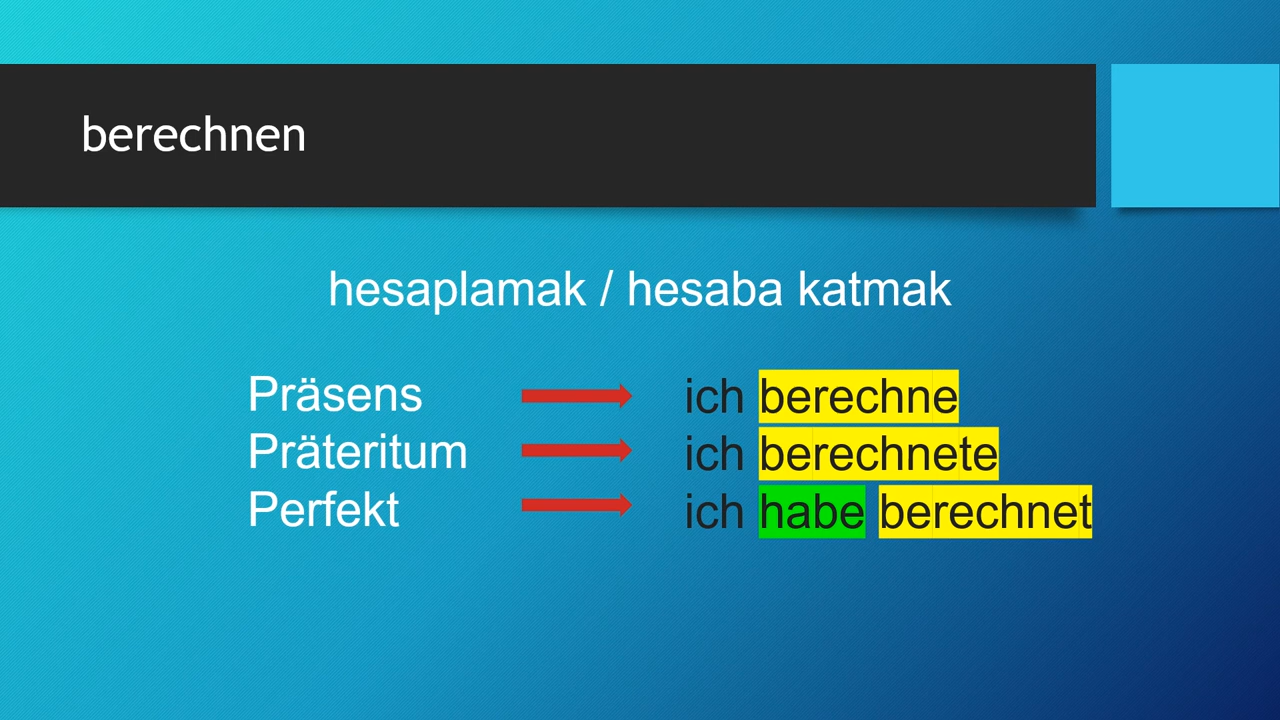 berechnen
hesaplamak / hesaba katmak
Präsens ich berechne
Präteritum ich berechnete
Perfekt ich habe berechnet